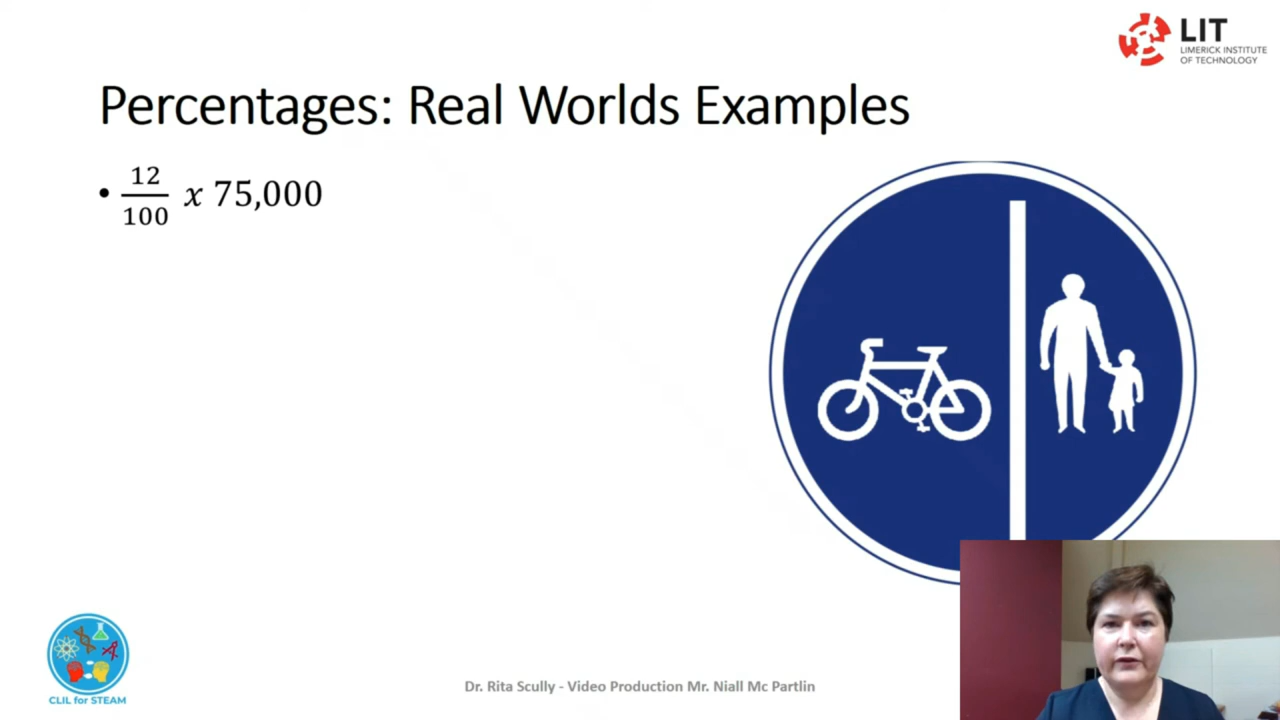 LIT
LIMERICK INSTITUTE
OF TECHNOLOGY
Percentages: Real Worlds Examples
• 12/100 x 75,000
CLIL for STEAM
Dr. Rita Scully - Video Production Mr. Niall Mc Partlin